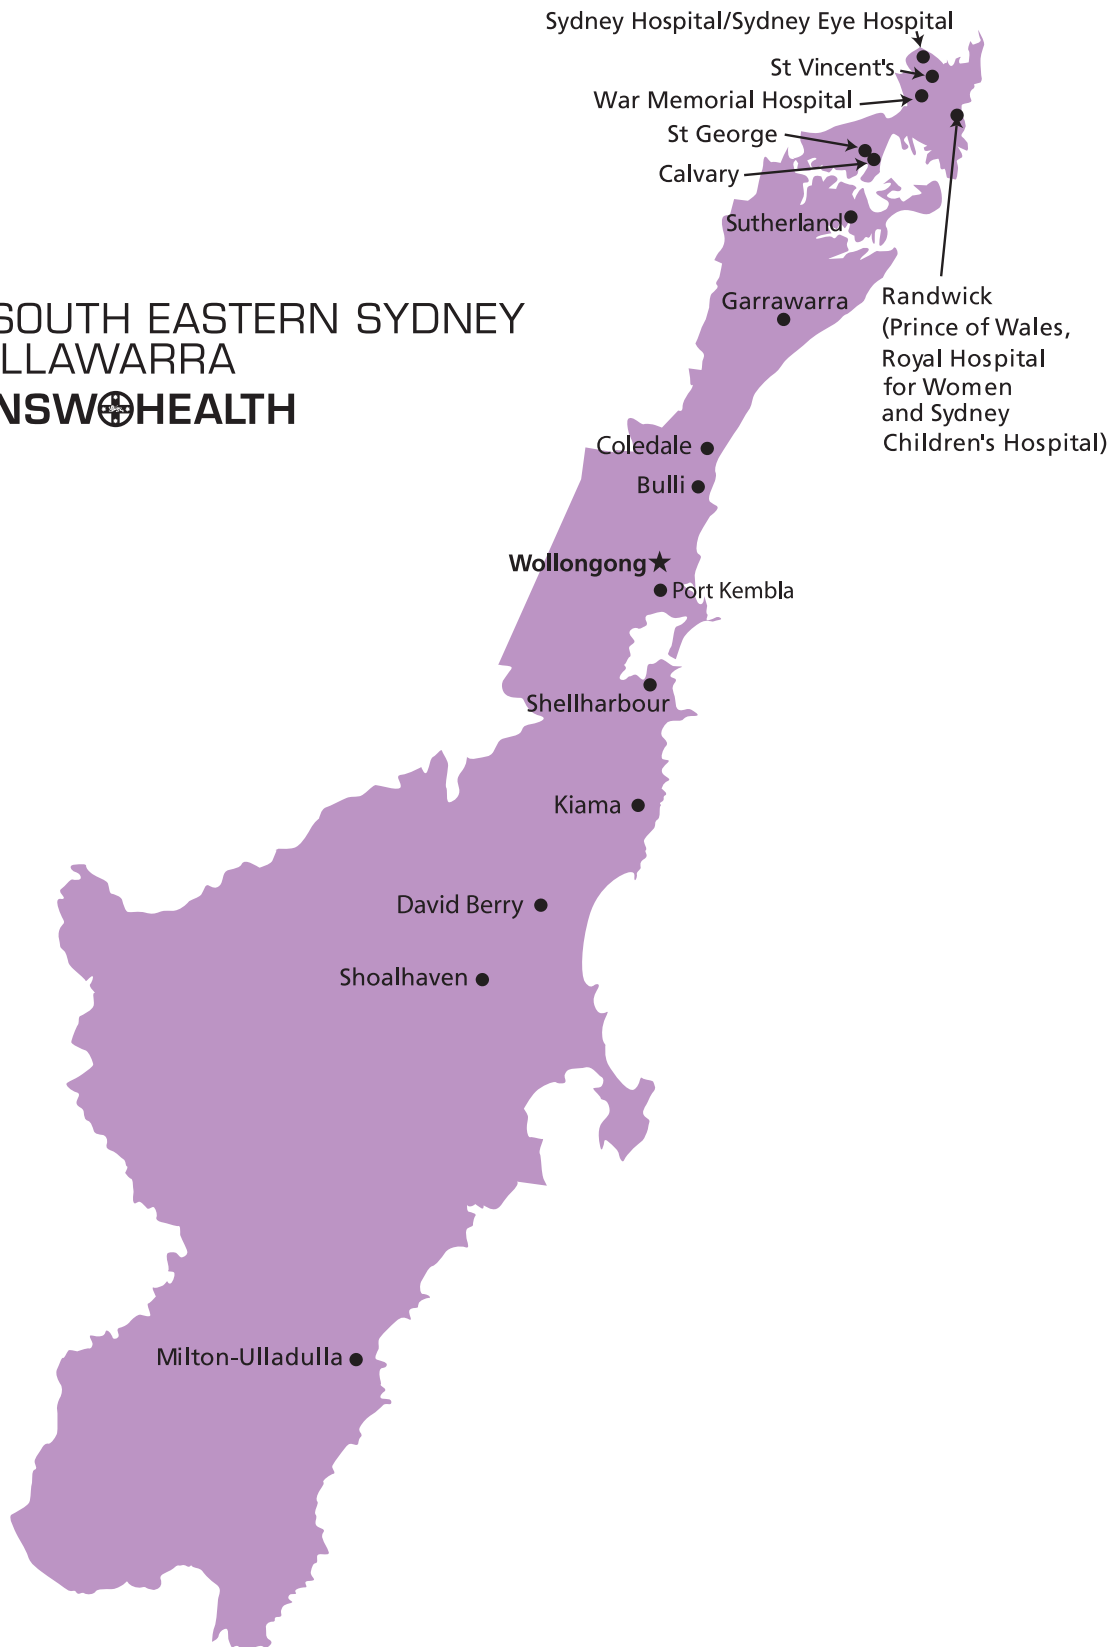 Sydney Hospital/Sydney Eye Hospital
St Vincent's
War Memorial Hospital
St George
Calvary
Sutherland
Garrawarra
Randwick
(Prince of Wales,
Royal Hospital
for Women
and Sydney
Children's Hospital)
SOUTH EASTERN SYDNEY
LLAWARRA
NSW HEALTH
Coledale
Bulli
Wollongong
Port Kembla
Shellharbour
Kiama
David Berry
Shoalhaven
Milton-Ulladulla